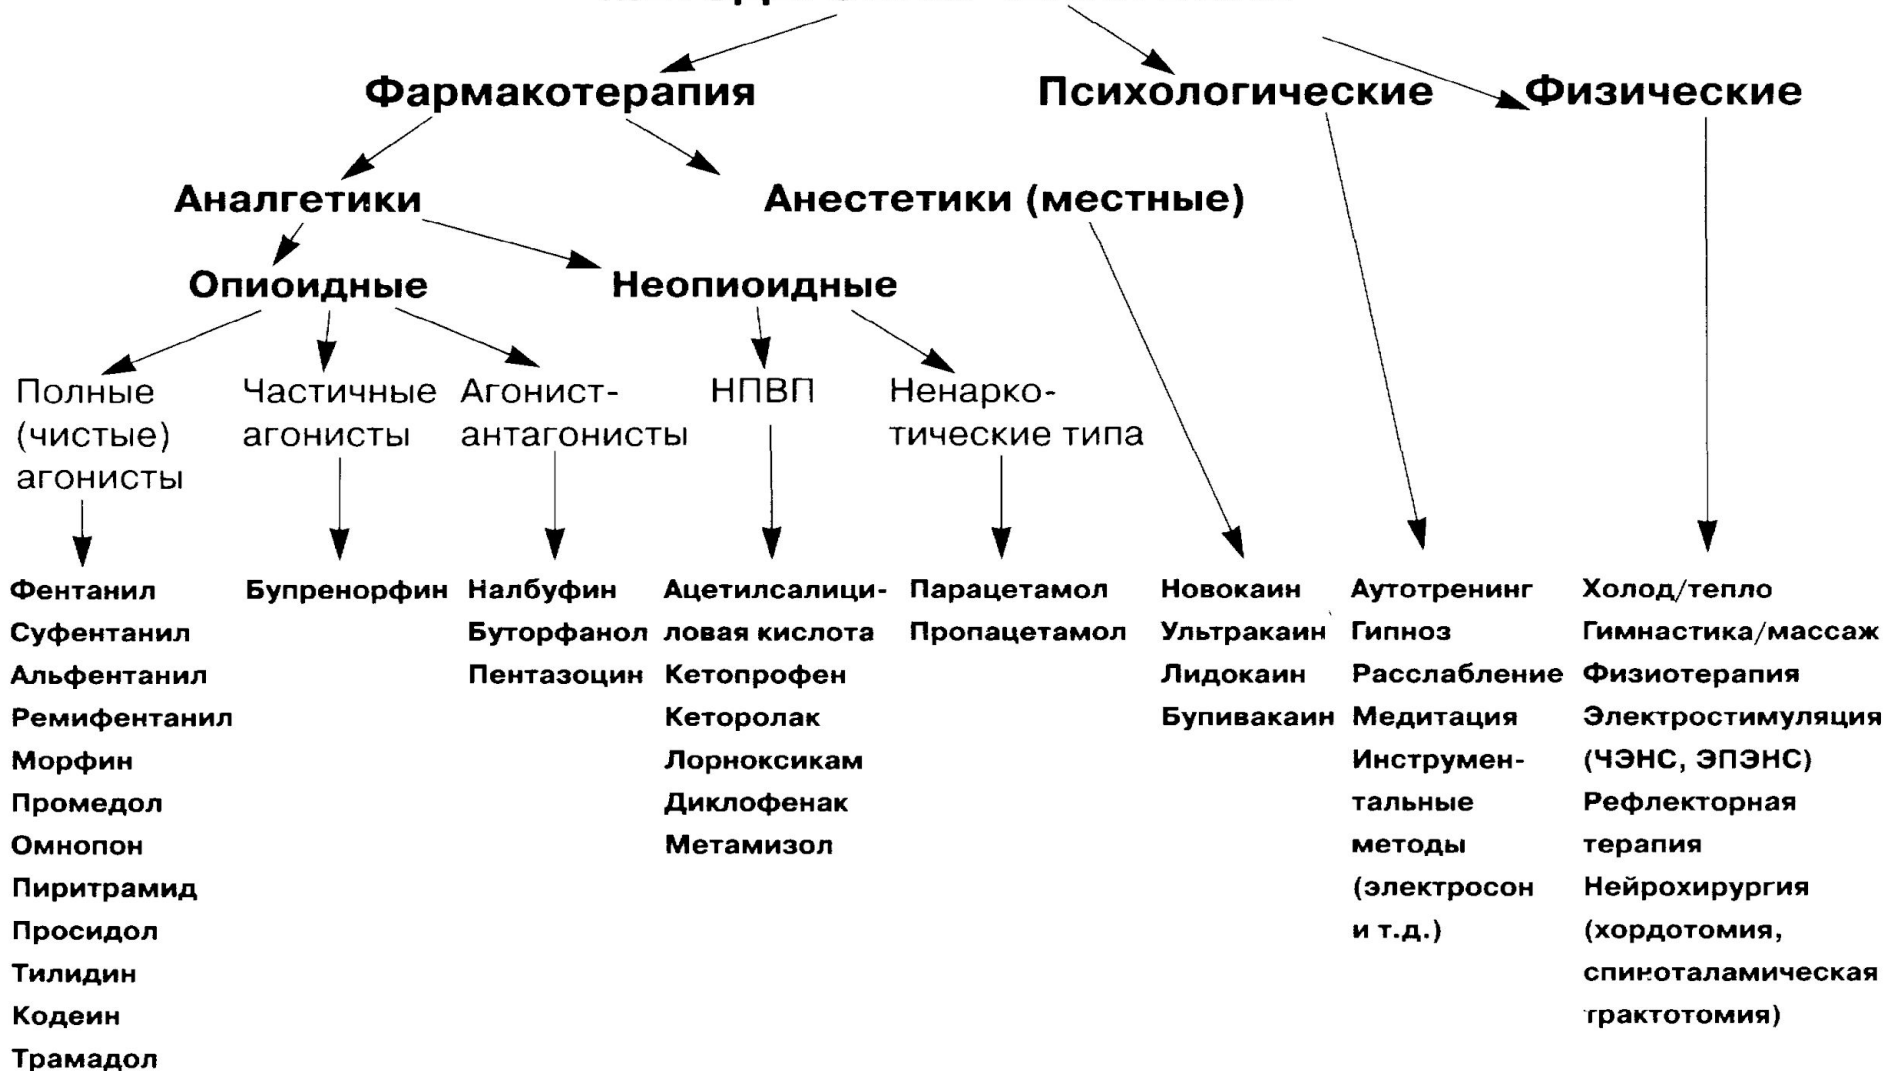 Фармакотерапия
Психологические
Физические
Аналгетики
Анестетики (местные)
Опиоидные
Неопиоидные
Полные
(чистые)
агонисты
Частичные
агонисты
Агонист-
антагонисты
НПВП
Ненарко-
тические типа
Фентанил
Суфентанил
Альфентанил
Ремифентанил
Морфин
Промедол
Омнопон
Пиритрамид
Просидол
Тилидин
Кодеин
Трамадол
Бупренорфин
Налбуфин
Буторфанол
Пентазоцин
Ацетилсалици-
ловая кислота
Кетопрофен
Кеторолак
Лорноксикам
Диклофенак
Метамизол
Парацетамол
Пропацетамол
Новокаин
Ультракаин
Лидокаин
Бупивакаин
Аутотренинг
Гипноз
Расслабление
Медитация
Инструмен-
тальные
методы
(электросон
и т.д.)
Холод/тепло
Гимнастика/массаж
Физиотерапия
Электростимуляция
(ЧЭНС, ЭПЭНС)
Рефлекторная
терапия
Нейрохирургия
(хордотомия,
спиноталамическая
трактотомия)